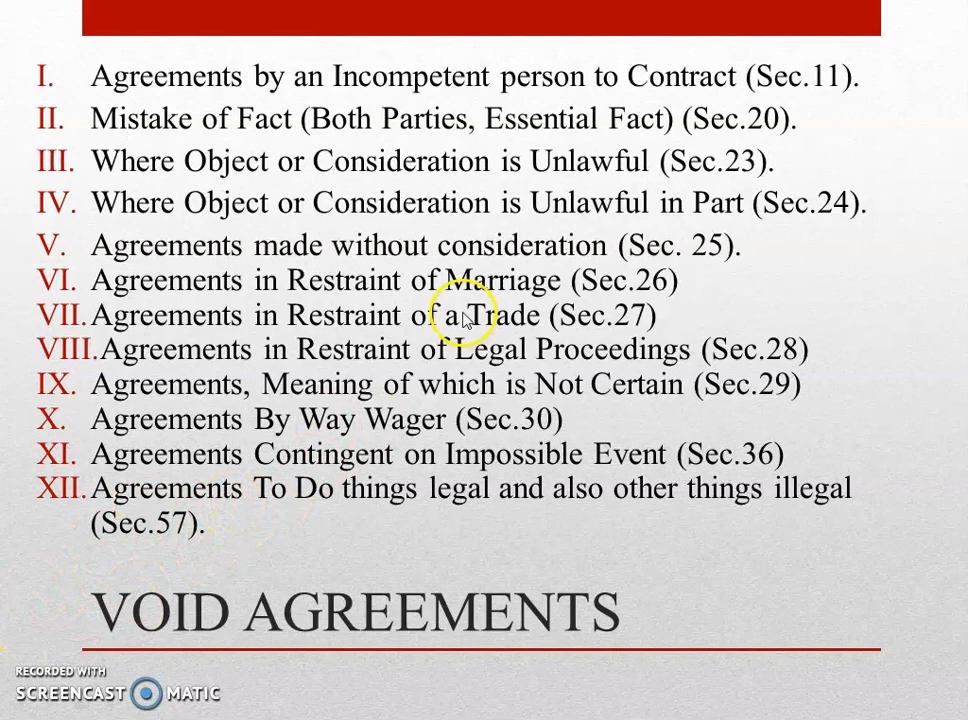 I. Agreements by an Incompetent person to Contract (Sec.11).
II. Mistake of Fact (Both Parties, Essential Fact) (Sec.20).
III. Where Object or Consideration is Unlawful (Sec.23).
IV. Where Object or Consideration is Unlawful in Part (Sec.24).
V. Agreements made without consideration (Sec. 25).
VI. Agreements in Restraint of Marriage (Sec.26)
VII. Agreements in Restraint of a Trade (Sec.27)
VIII. Agreements in Restraint of Legal Proceedings (Sec.28)
IX. Agreements, Meaning of which is Not Certain (Sec.29)
X. Agreements By Way Wager (Sec.30)
XI. Agreements Contingent on Impossible Event (Sec.36)
XII. Agreements To Do things legal and also other things illegal
(Sec.57).
VOID AGREEMENTS
RECORDED WITH
SCREENCAST MATIC